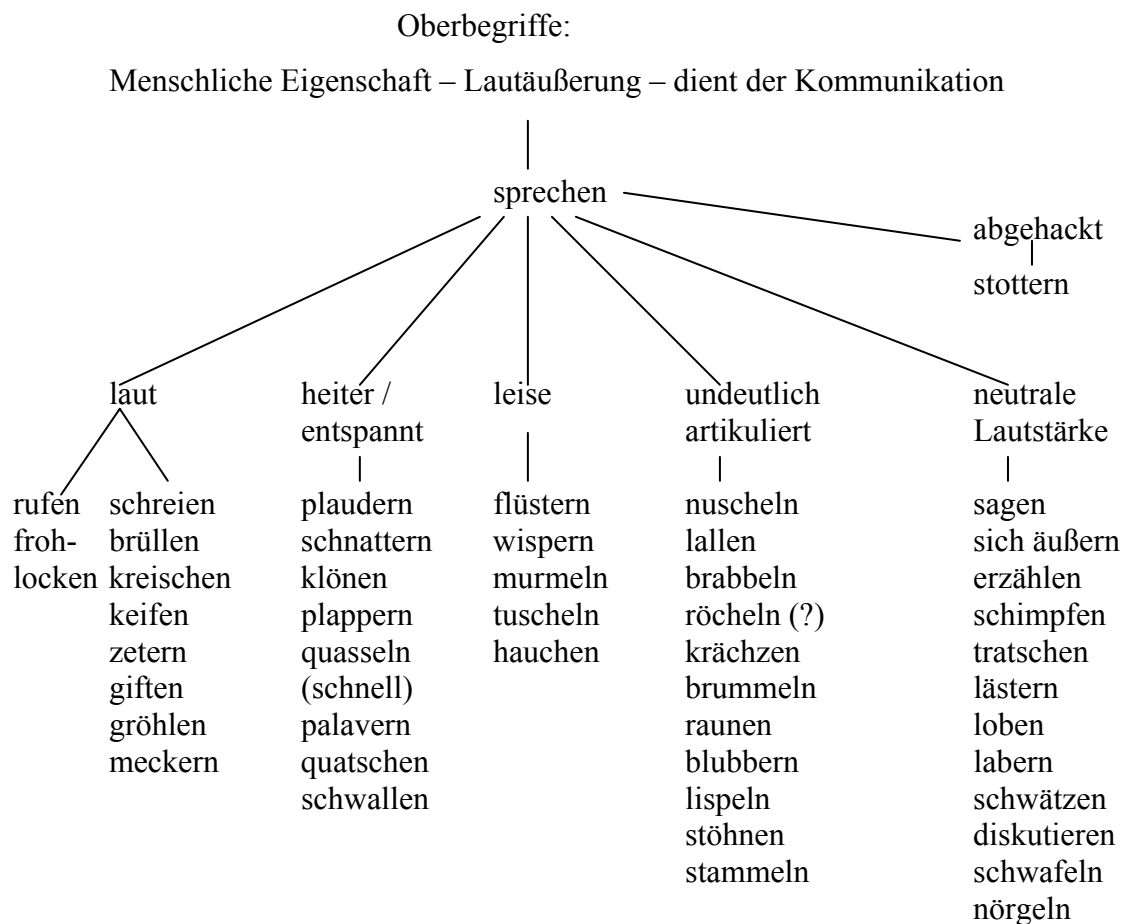 Oberbegriffe:
Menschliche Eigenschaft – Lautäußerung – dient der Kommunikation
sprechen
abgehackt
stottern
laut
rufen
froh-
locken
schreien
brüllen
kreischen
keifen
zetern
giften
gröhlen
meckern
heiter /
entspannt
plaudern
schnattern
klönen
plappern
quasseln
(schnell)
palavern
quatschen
schwallen
leise
flüstern
wispern
murmeln
tuscheln
hauchen
undeutlich
artikuliert
nuscheln
lallen
brabbeln
röcheln (?)
krächzen
brummeln
raunen
blubbern
lispeln
stöhnen
stammeln
neutrale
Lautstärke
sagen
sich äußern
erzählen
schimpfen
tratschen
lästern
loben
labern
schwätzen
diskutieren
schwafeln
nörgeln